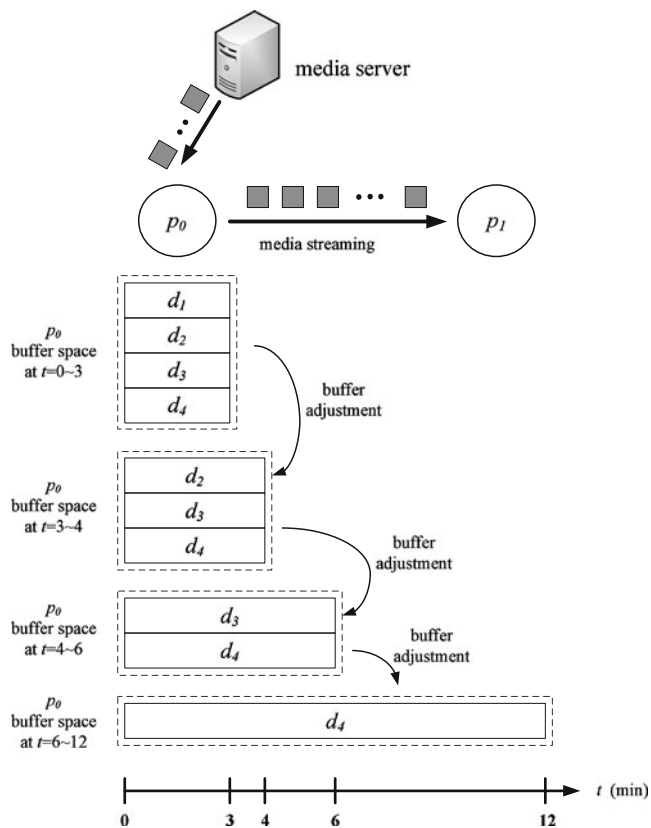 media server
p0
p1
media streaming
p0
buffer space
at t=0~3
d1
d2
d3
d4
buffer
adjustment
p0
buffer space
at t=3~4
d2
d3
d4
buffer
adjustment
p0
buffer space
at t=4~6
d3
d4
buffer
adjustment
p0
buffer space
at t=6~12
d4
t (min)
0 3 4 6 12